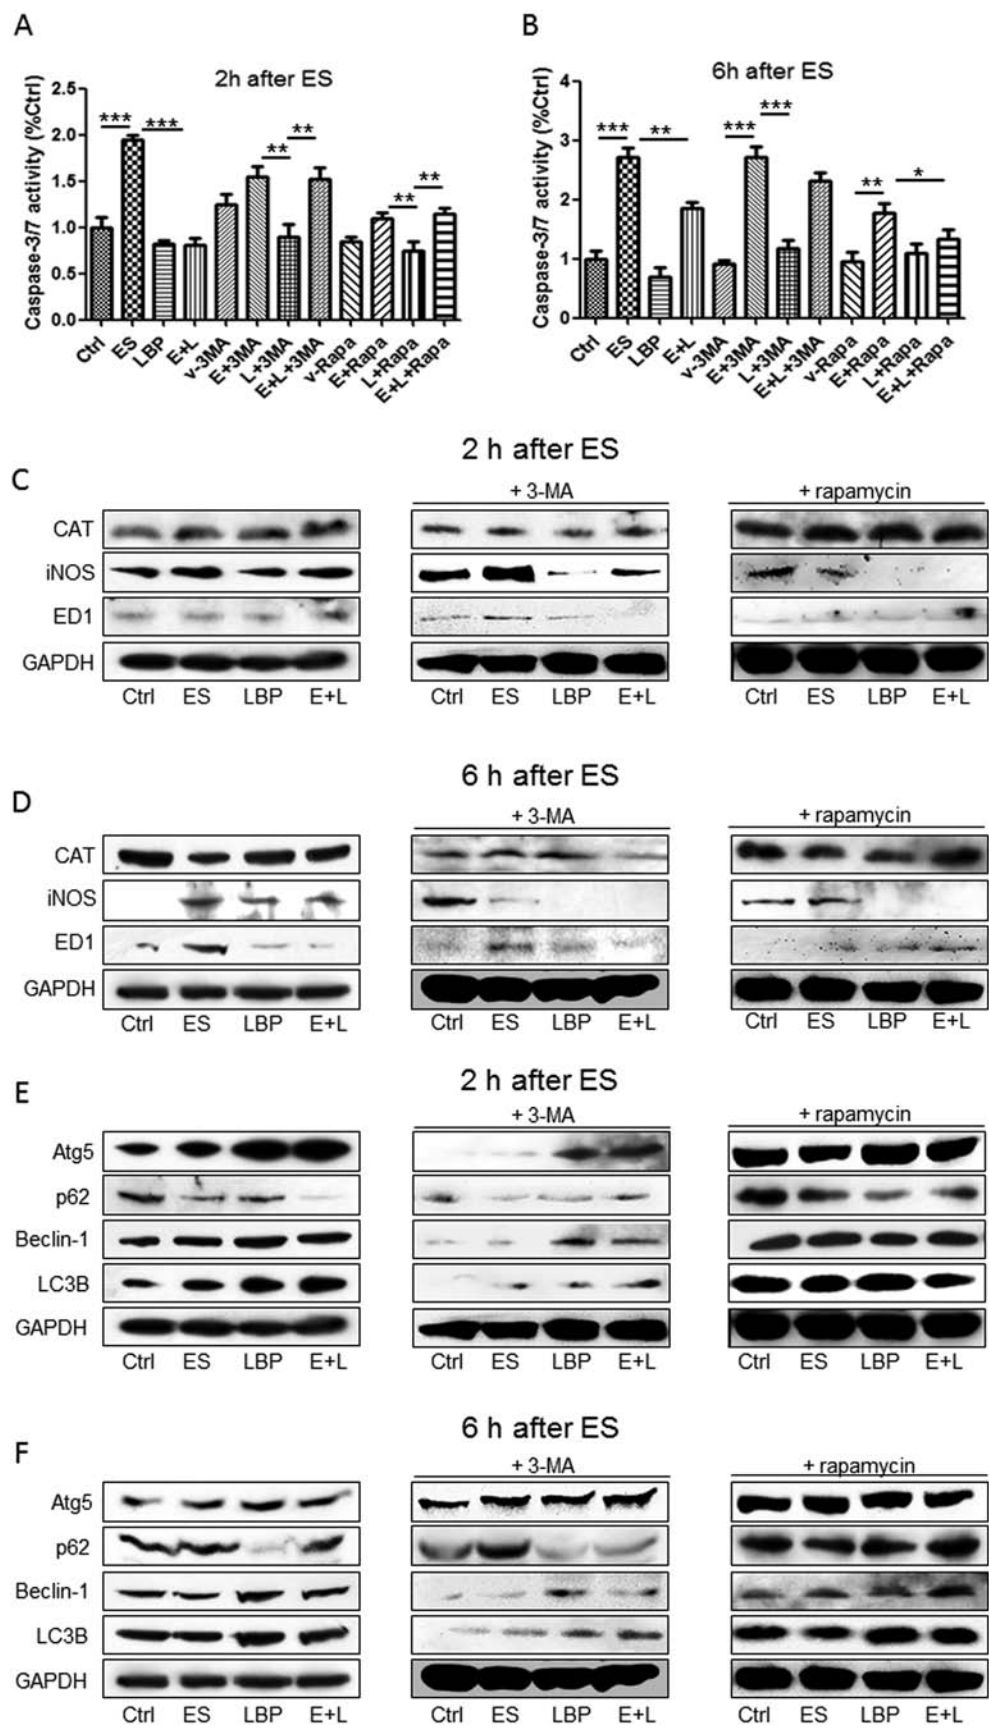 A
B
2h after ES
6h after ES
Caspase-3/7 activity (%Ctrl)
2.5
2.0
1.5
1.0
0.5
0.0
*** *** ** ** ** **
Ctrl ES LBP E+L v-3MA E+3MA L+3MA E+L+3MA v-Rapa E+Rapa L+Rapa E+L+Rapa
Caspase-3/7 activity (%Ctrl)
4
3
2
1
0
*** ** *** *** ** *
Ctrl ES LBP E+L v-3MA E+3MA L+3MA E+L+3MA v-Rapa E+Rapa L+Rapa E+L+Rapa
2 h after ES
C
+ 3-MA
+ rapamycin
CAT
iNOS
ED1
GAPDH
Ctrl ES LBP E+L
Ctrl ES LBP E+L
Ctrl ES LBP E+L
6 h after ES
D
+ 3-MA
+ rapamycin
CAT
iNOS
ED1
GAPDH
Ctrl ES LBP E+L
Ctrl ES LBP E+L
Ctrl ES LBP E+L
2 h after ES
E
+ 3-MA
+ rapamycin
Atg5
p62
Beclin-1
LC3B
GAPDH
Ctrl ES LBP E+L
Ctrl ES LBP E+L
Ctrl ES LBP E+L
6 h after ES
F
+ 3-MA
+ rapamycin
Atg5
p62
Beclin-1
LC3B
GAPDH
Ctrl ES LBP E+L
Ctrl ES LBP E+L
Ctrl ES LBP E+L